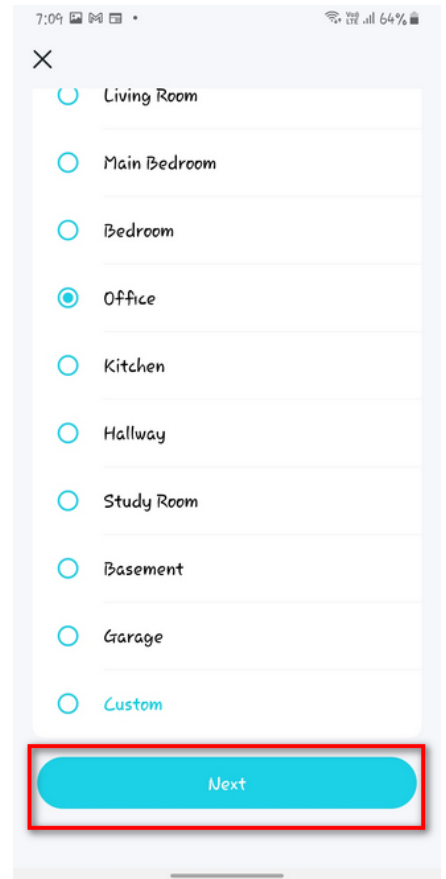 7:09
64%
Living Room
Main Bedroom
Bedroom
Office
Kitchen
Hallway
Study Room
Basement
Garage
Custom
Next